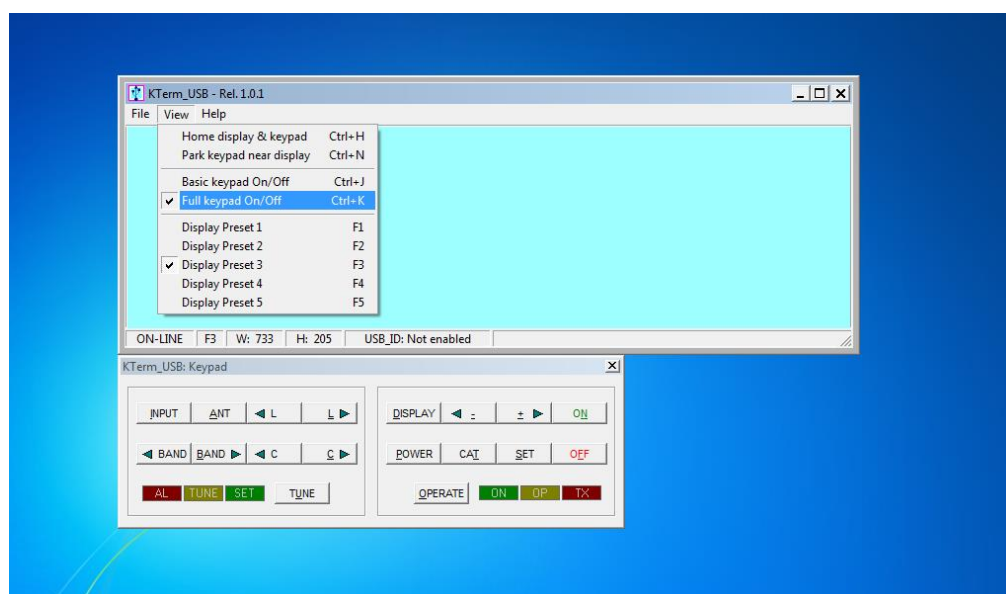 KTerm_USB - Rel. 1.0.1
File View Help
Home display & keypad Ctrl+H
Park keypad near display Ctrl+N
Basic keypad On/Off Ctrl+J
Full keypad On/Off Ctrl+K
Display Preset 1 F1
Display Preset 2 F2
Display Preset 3 F3
Display Preset 4 F4
Display Preset 5 F5
ON-LINE F3 W: 733 H: 205 USB_ID: Not enabled
KTerm_USB: Keypad
INPUT ANT ◀ L L ▶ DISPLAY ◀ - + ▶ ON
◀ BAND BAND ▶ ◀ C C ▶ POWER CAT SET OFF
AL TUNE SET TUNE OPERATE ON OP TX